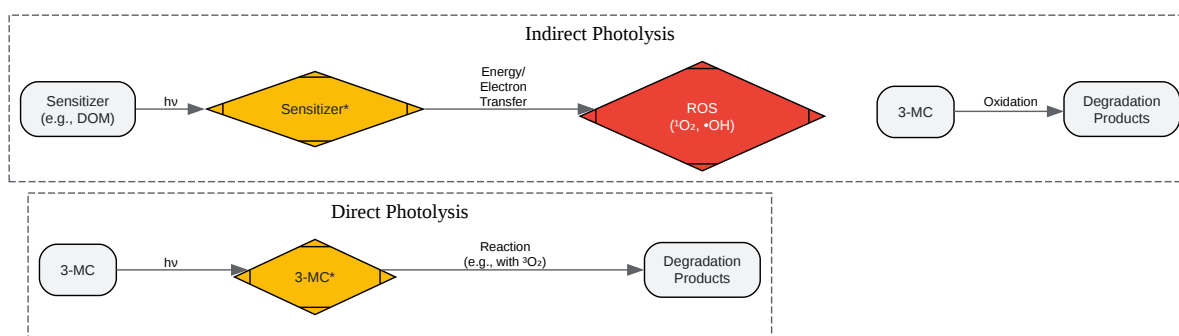 Indirect Photolysis
Sensitizer
(e.g., DOM)
hν
Sensitizer*
Energy/
Electron
Transfer
ROS
(¹O₂, •OH)
3-MC
Oxidation
Degradation
Products
Direct Photolysis
3-MC
hν
3-MC*
Reaction
(e.g., with ³O₂)
Degradation
Products